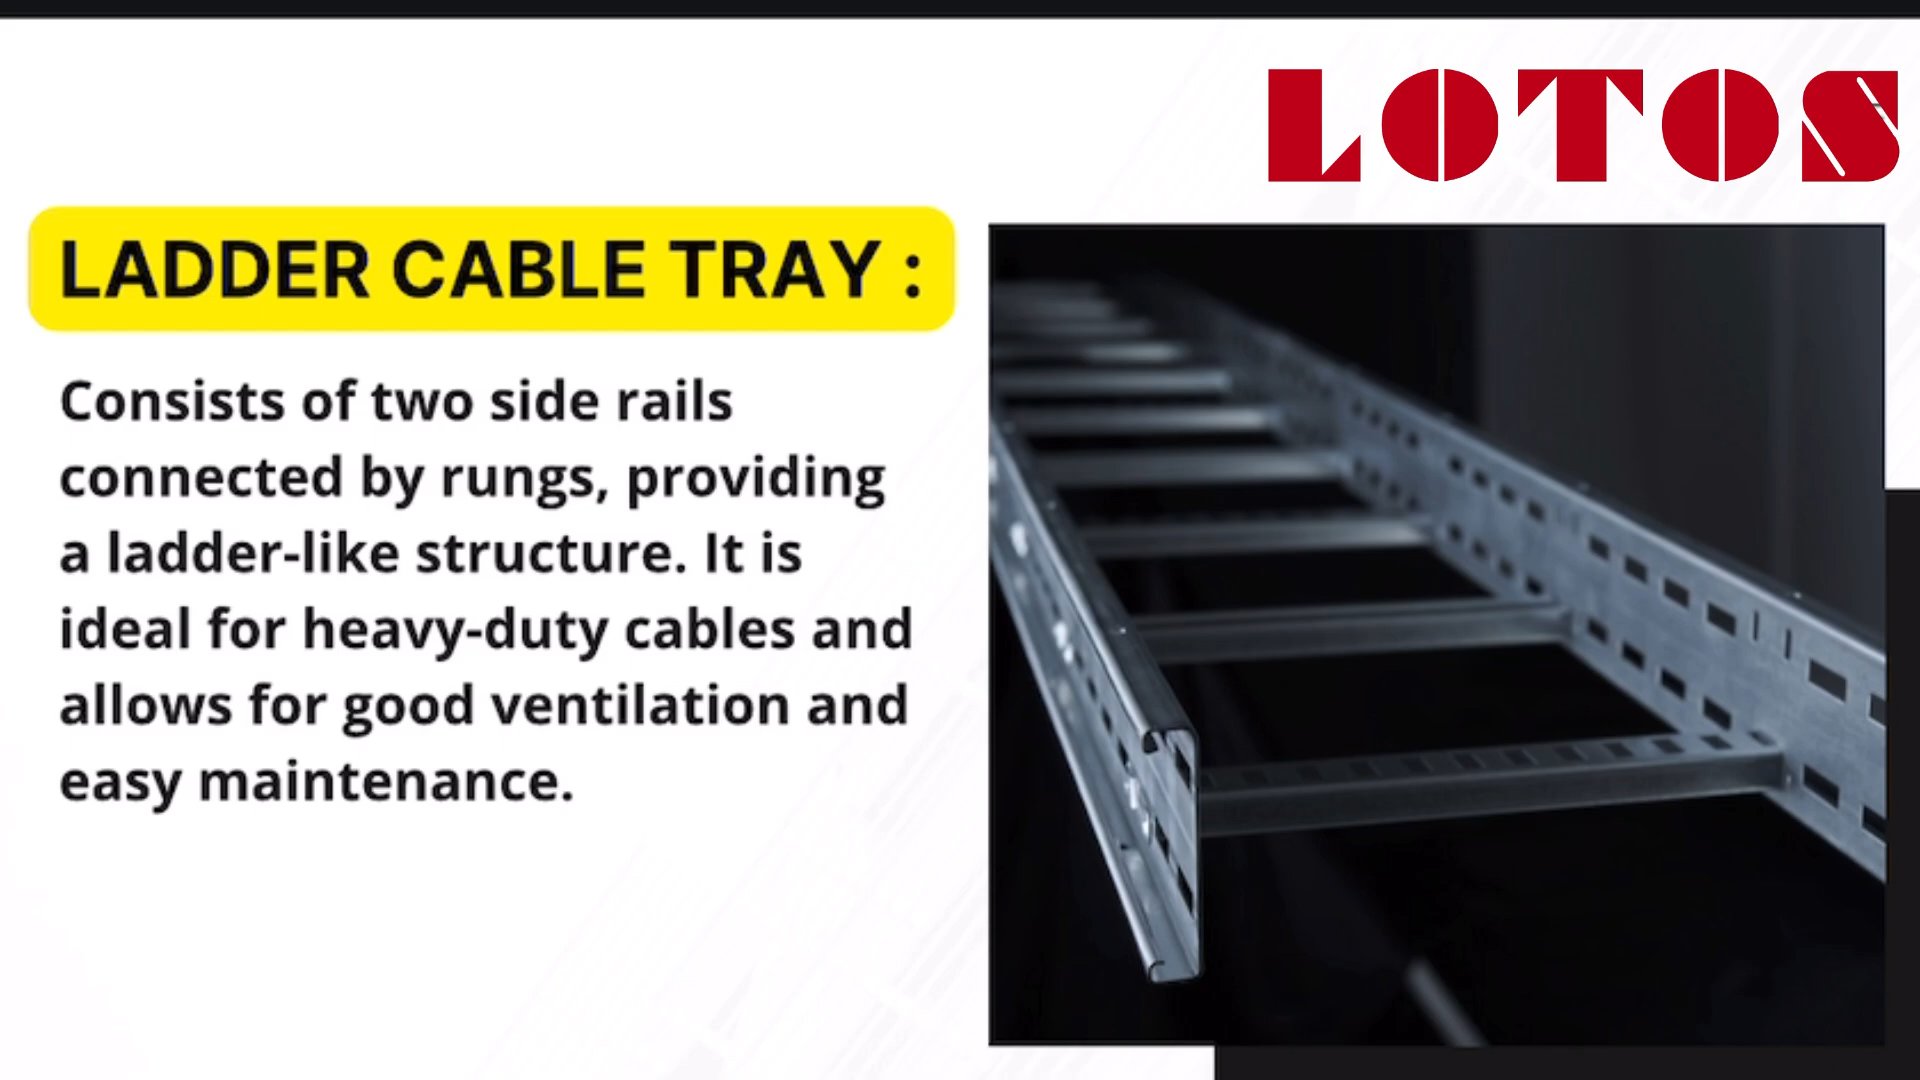 LOTOS
LADDER CABLE TRAY :
Consists of two side rails
connected by rungs, providing
a ladder-like structure. It is
ideal for heavy-duty cables and
allows for good ventilation and
easy maintenance.